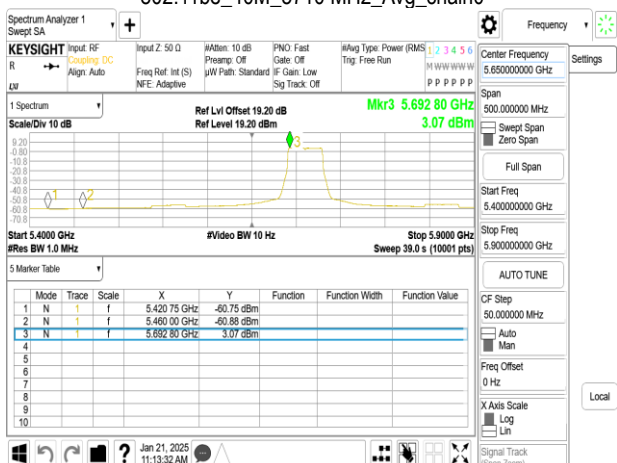 Spectrum Analyzer 1
Swept SA
+
Frequency
Settings
KEYSIGHT
R
LXI
Input: RF
Coupling: DC
Align: Auto
Input Z: 50 Ω
Freq Ref: Int (S)
NFE: Adaptive
#Atten: 10 dB
Preamp: Off
µW Path: Standard
PNO: Fast
Gate: Off
IF Gain: Low
Sig Track: Off
#Avg Type: Power (RMS
Trig: Free Run
1 2 3 4 5 6
M W W W W W
P P P P P P
1 Spectrum
Scale/Div 10 dB
Ref Lvl Offset 19.20 dB
Ref Level 19.20 dBm
Mkr3 5.692 80 GHz
3.07 dBm
9.20
-0.80
-10.8
-20.8
-30.8
-40.8
-50.8
-60.8
-70.8
1
2
3
Start 5.4000 GHz
#Res BW 1.0 MHz
#Video BW 10 Hz
Stop 5.9000 GHz
Sweep 39.0 s (10001 pts)
5 Marker Table
Mode Trace Scale X Y Function Function Width Function Value
1 N 1 f 5.420 75 GHz -60.75 dBm
2 N 1 f 5.460 00 GHz -60.88 dBm
3 N 1 f 5.692 80 GHz 3.07 dBm
4
5
6
7
8
9
10
Center Frequency
5.650000000 GHz
Span
500.000000 MHz
Swept Span
Zero Span
Full Span
Start Freq
5.400000000 GHz
Stop Freq
5.900000000 GHz
AUTO TUNE
CF Step
50.000000 MHz
Auto
Man
Freq Offset
0 Hz
X Axis Scale
Log
Lin
Signal Track
Local
?
Jan 21, 2025
11:13:32 AM